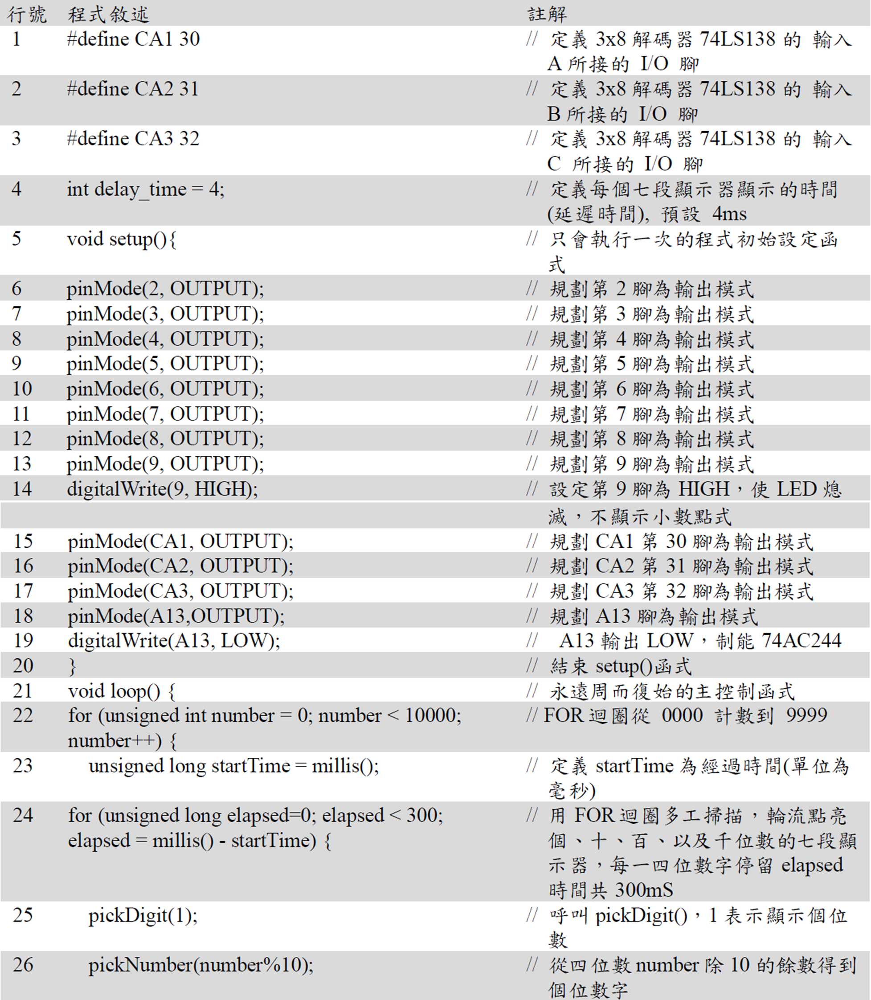 行號 程式敘述 註解
1 #define CA1 30 // 定義 3x8 解碼器 74LS138 的 輸入
A 所接的 I/O 腳
2 #define CA2 31 // 定義 3x8 解碼器 74LS138 的 輸入
B 所接的 I/O 腳
3 #define CA3 32 // 定義 3x8 解碼器 74LS138 的 輸入
C 所接的 I/O 腳
4 int delay_time = 4; // 定義每個七段顯示器顯示的時間
(延遲時間), 預設 4ms
5 void setup(){ // 只會執行一次的程式初始設定函
式
6 pinMode(2, OUTPUT); // 規劃第 2 腳為輸出模式
7 pinMode(3, OUTPUT); // 規劃第 3 腳為輸出模式
8 pinMode(4, OUTPUT); // 規劃第 4 腳為輸出模式
9 pinMode(5, OUTPUT); // 規劃第 5 腳為輸出模式
10 pinMode(6, OUTPUT); // 規劃第 6 腳為輸出模式
11 pinMode(7, OUTPUT); // 規劃第 7 腳為輸出模式
12 pinMode(8, OUTPUT); // 規劃第 8 腳為輸出模式
13 pinMode(9, OUTPUT); // 規劃第 9 腳為輸出模式
14 digitalWrite(9, HIGH); // 設定第 9 腳為 HIGH，使 LED 熄
滅，不顯示小數點式
15 pinMode(CA1, OUTPUT); // 規劃 CA1 第 30 腳為輸出模式
16 pinMode(CA2, OUTPUT); // 規劃 CA2 第 31 腳為輸出模式
17 pinMode(CA3, OUTPUT); // 規劃 CA3 第 32 腳為輸出模式
18 pinMode(A13,OUTPUT); // 規劃 A13 腳為輸出模式
19 digitalWrite(A13, LOW); // A13 輸出 LOW，制能 74AC244
20 } // 結束 setup()函式
21 void loop() { // 永遠周而復始的主控制函式
22 for (unsigned int number = 0; number < 10000; // FOR 迴圈從 0000 計數到 9999
number++) {
23 unsigned long startTime = millis(); // 定義 startTime 為經過時間(單位為
毫秒)
24 for (unsigned long elapsed=0; elapsed < 300; // 用 FOR 迴圈多工掃描，輪流點亮
elapsed = millis() - startTime) { 個、十、百、以及千位數的七段顯
示器，每一四位數字停留 elapsed
時間共 300mS
25 pickDigit(1); // 呼叫 pickDigit()，1 表示顯示個位
數
26 pickNumber(number%10); // 從四位數 number 除 10 的餘數得到
個位數字